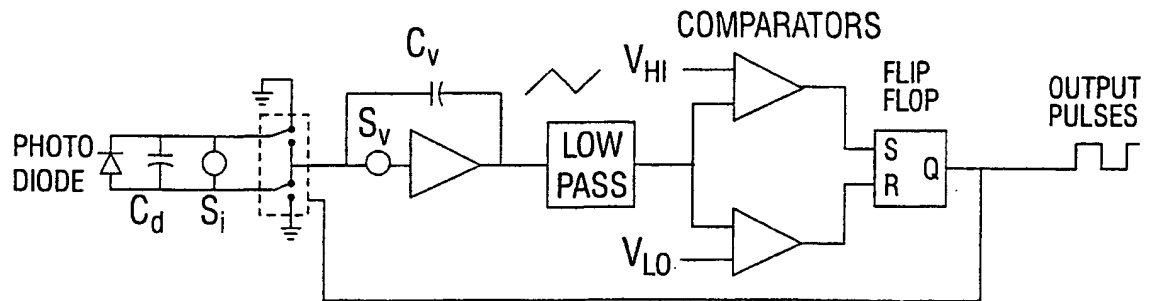 COMPARATORS
C_v
V_HI
FLIP
FLOP
OUTPUT
PULSES
S_v
PHOTO
DIODE
LOW
PASS
S
Q
R
C_d
S_i
V_LO